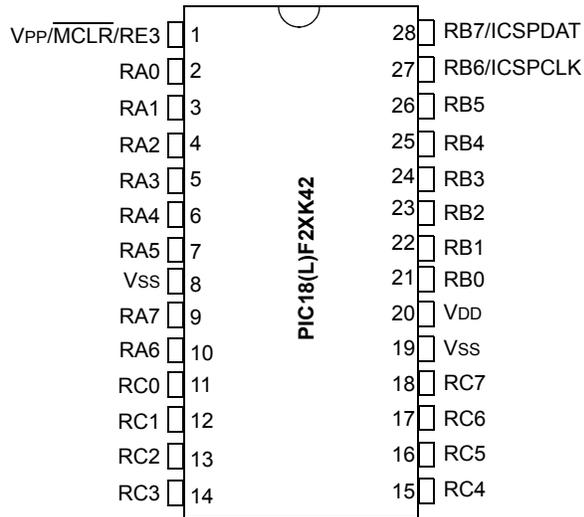 VPP/MCLR/RE3 1
RA0 2
RA1 3
RA2 4
RA3 5
RA4 6
RA5 7
VSS 8
RA7 9
RA6 10
RC0 11
RC1 12
RC2 13
RC3 14
PIC18(L)F2XK42
28 RB7/ICSPDAT
27 RB6/ICSPCLK
26 RB5
25 RB4
24 RB3
23 RB2
22 RB1
21 RB0
20 VDD
19 VSS
18 RC7
17 RC6
16 RC5
15 RC4